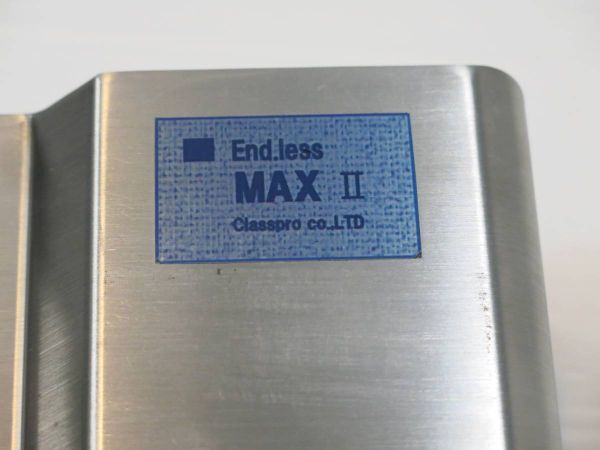 End.less
MAX II
Classpro co.,LTD